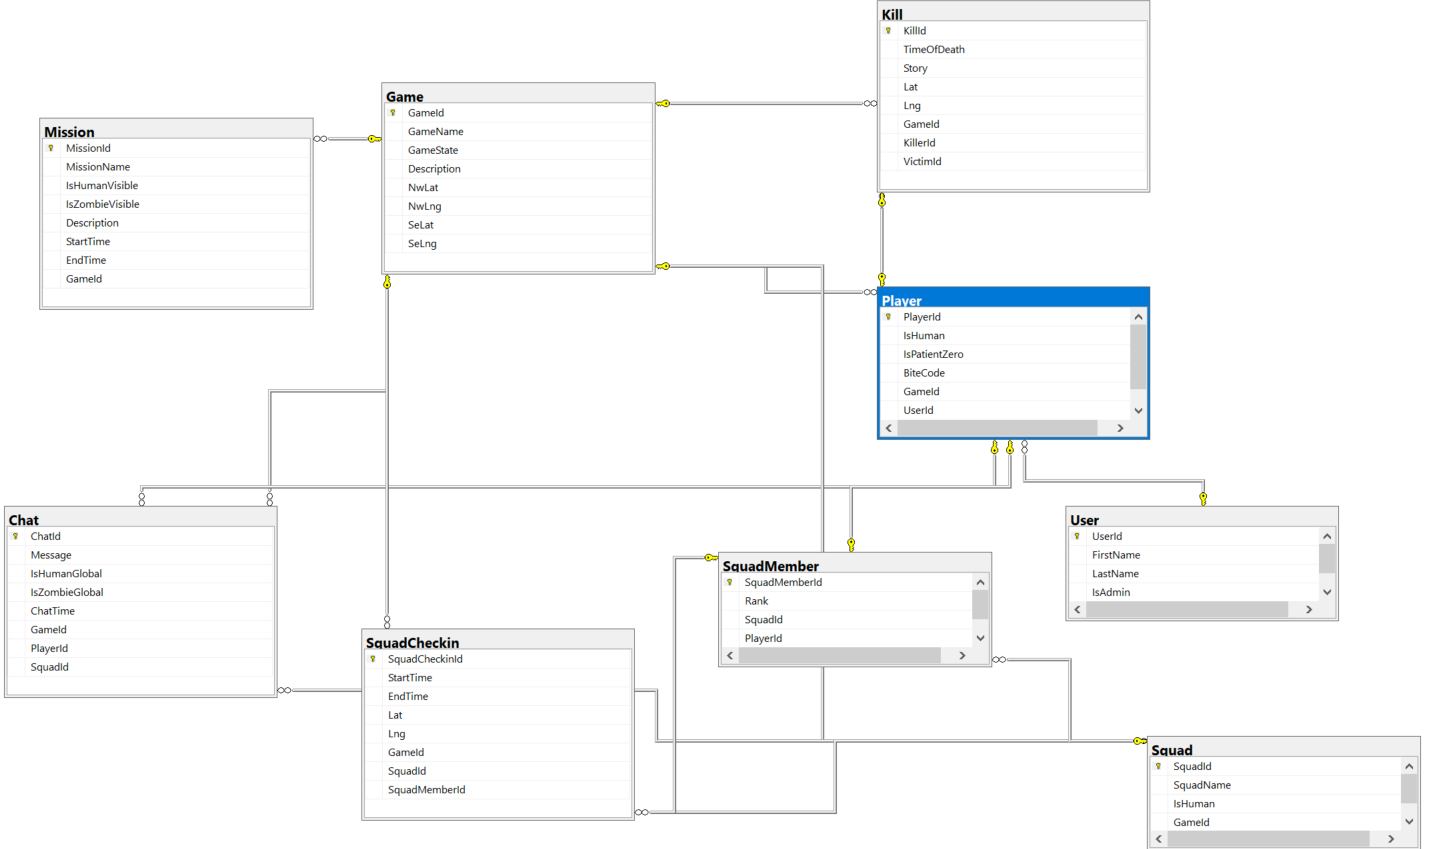 Kill
KillId
TimeOfDeath
Story
Lat
Lng
GameId
KillerId
VictimId
Game
GameId
GameName
GameState
Description
NwLat
NwLng
SeLat
SeLng
Mission
MissionId
MissionName
IsHumanVisible
IsZombieVisible
Description
StartTime
EndTime
GameId
Player
PlayerId
IsHuman
IsPatientZero
BiteCode
GameId
UserId
Chat
ChatId
Message
IsHumanGlobal
IsZombieGlobal
ChatTime
GameId
PlayerId
SquadId
User
UserId
FirstName
LastName
IsAdmin
SquadMember
SquadMemberId
Rank
SquadId
PlayerId
SquadCheckin
SquadCheckinId
StartTime
EndTime
Lat
Lng
GameId
SquadId
SquadMemberId
Squad
SquadId
SquadName
IsHuman
GameId